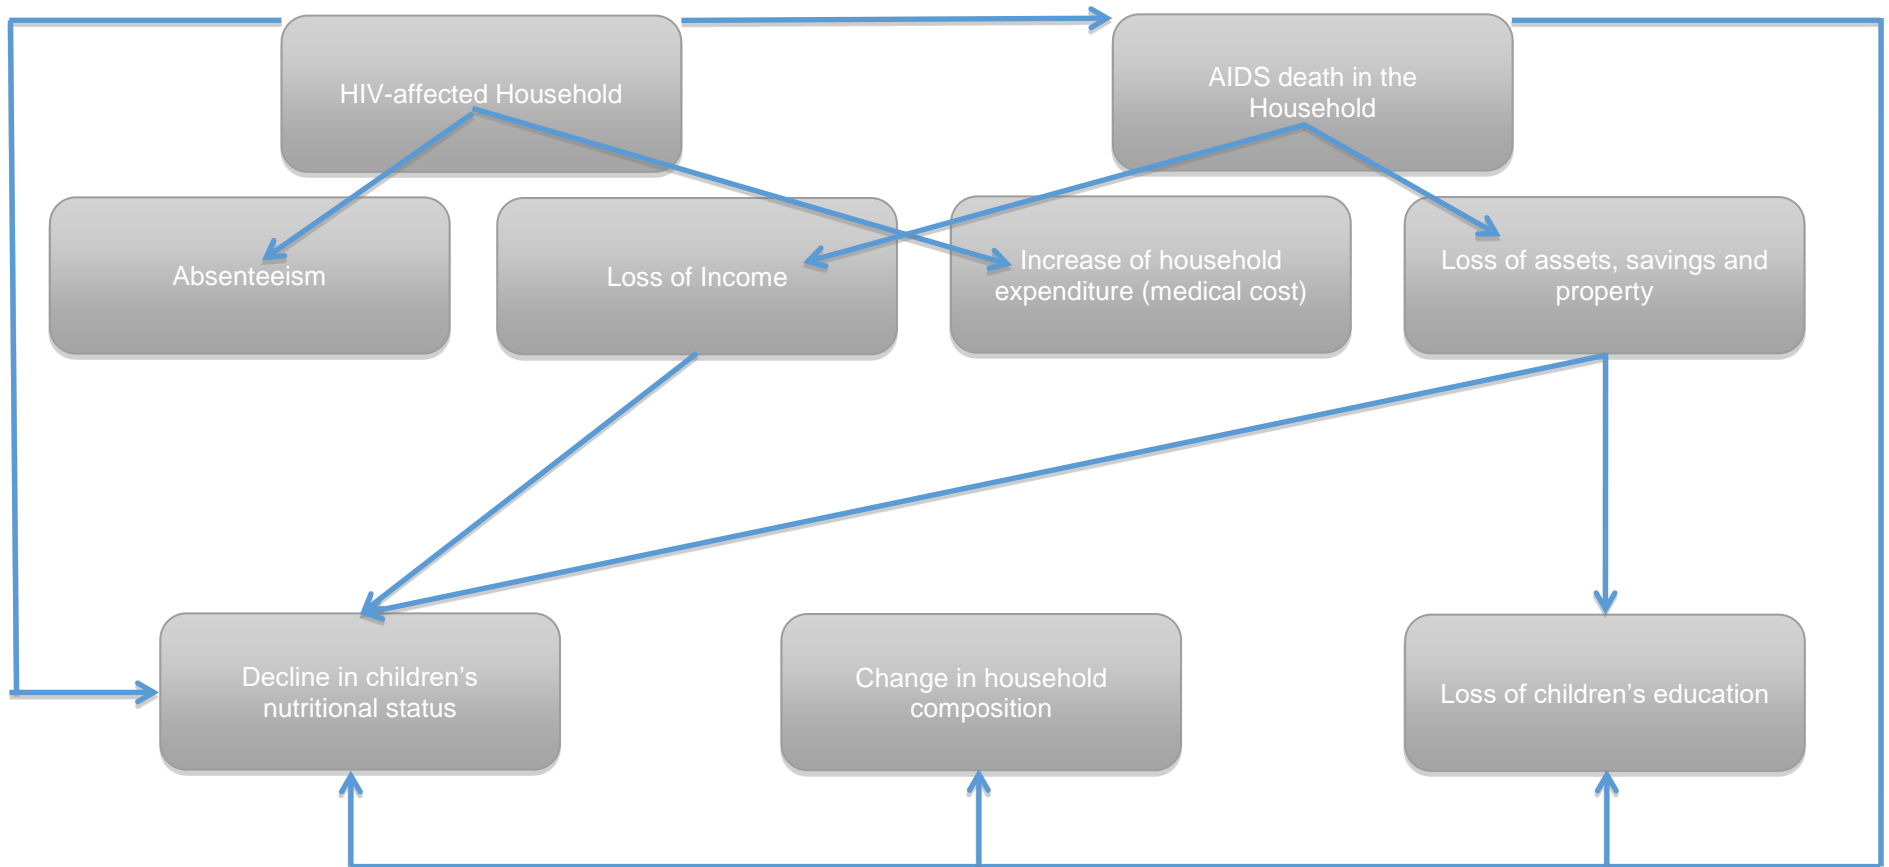 HIV-affected Household
AIDS death in the
Household
Absenteeism
Loss of Income
Increase of household
expenditure (medical cost)
Loss of assets, savings and
property
Decline in children’s
nutritional status
Change in household
composition
Loss of children’s education